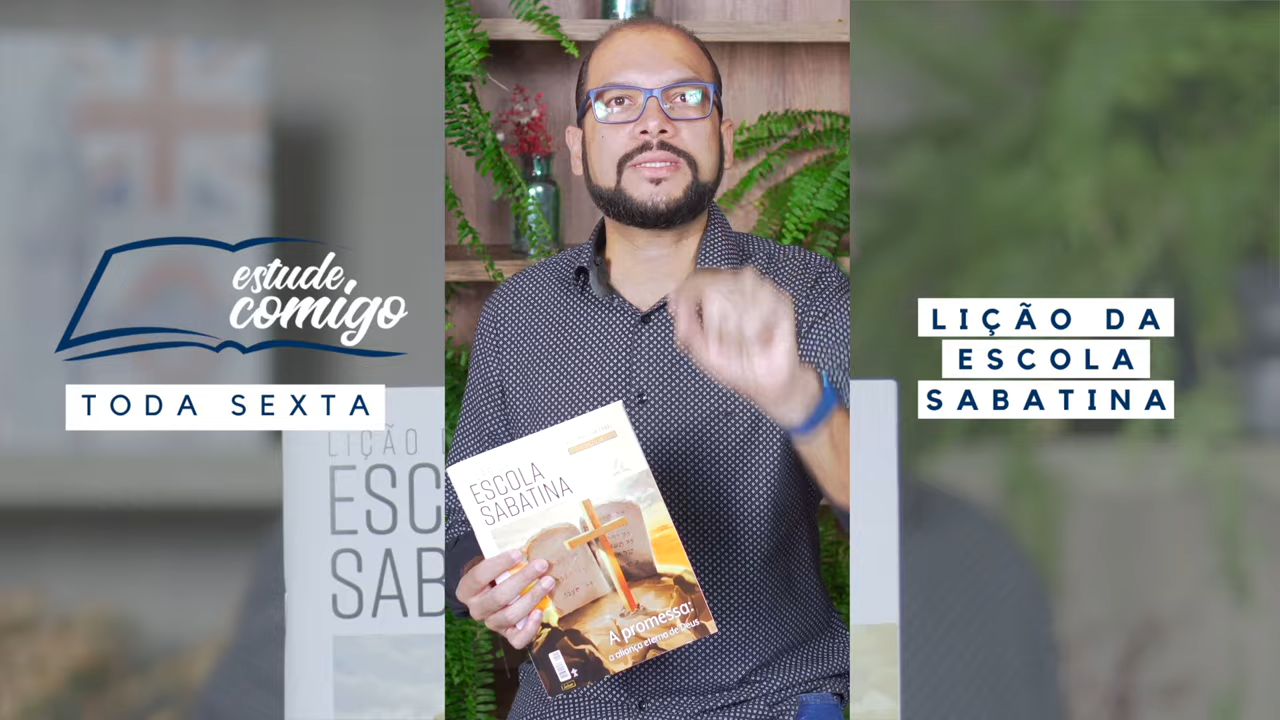 estude
comigo
TODA SEXTA
LIÇÃO
ESC
SAB
ESCOLA
SABATINA
A promessa:
a aliança eterna de Deus
LIÇÃO DA
ESCOLA
SABATINA